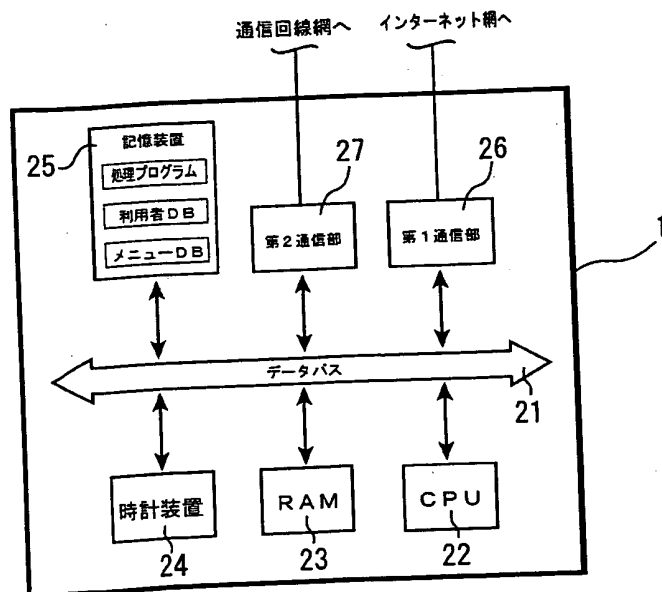 通信回線網へ
インターネット網へ
25
記憶装置
処理プログラム
利用者DB
メニューDB
27
第2通信部
26
第1通信部
1
データバス
21
時計装置
24
RAM
23
CPU
22